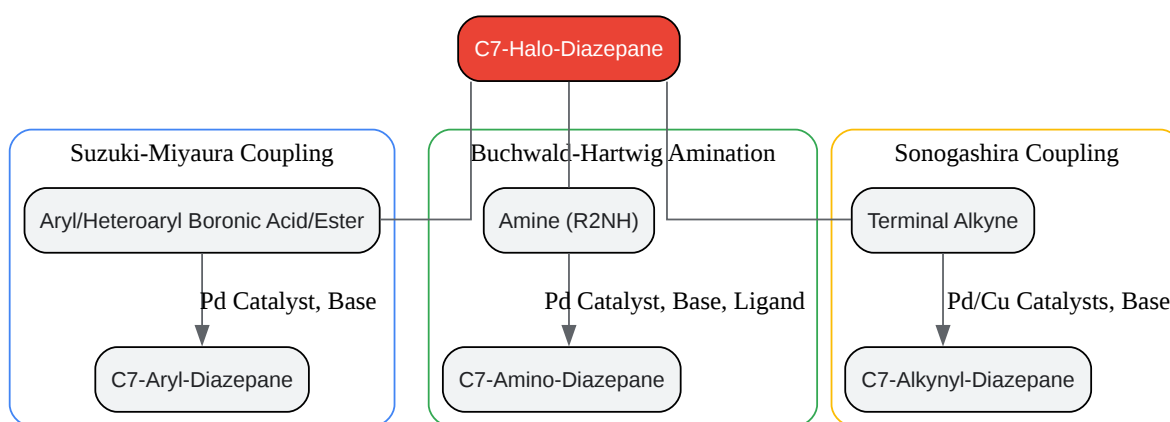 C7-Halo-Diazepane
Suzuki-Miyaura Coupling
Aryl/Heteroaryl Boronic Acid/Ester
Pd Catalyst, Base
C7-Aryl-Diazepane
Buchwald-Hartwig Amination
Amine (R2NH)
Pd Catalyst, Base, Ligand
C7-Amino-Diazepane
Sonogashira Coupling
Terminal Alkyne
Pd/Cu Catalysts, Base
C7-Alkynyl-Diazepane